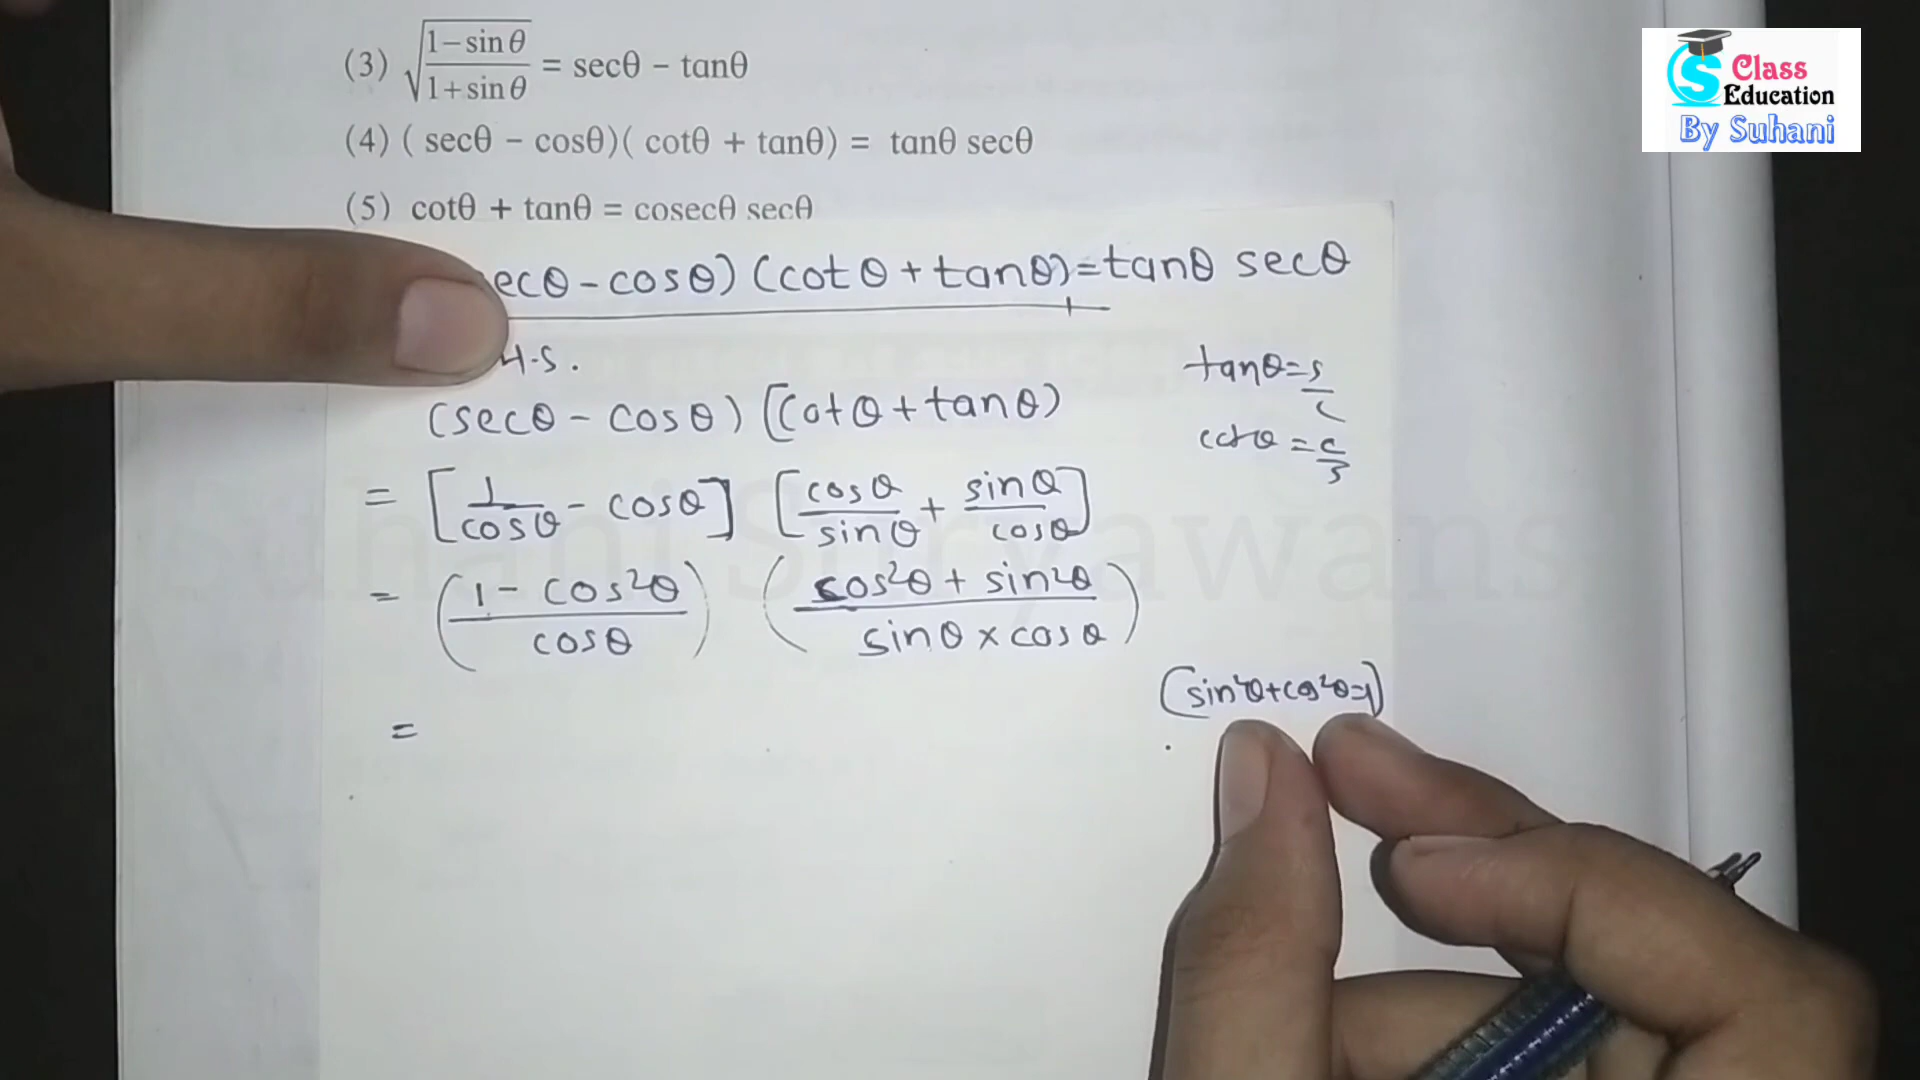 (3) √(1−sinθ / 1+sinθ) = secθ − tanθ
(4) ( secθ − cosθ)( cotθ + tanθ) = tanθ secθ
(5) cotθ + tanθ = cosecθ secθ
Class
Education
By Suhani
ecθ - cosθ) (cotθ + tanθ) = tanθ secθ
H.S.
(secθ - cosθ) (cotθ + tanθ)
tanθ = s/c
cotθ = c/s
= [1/cosθ - cosθ] [cosθ/sinθ + sinθ/cosθ]
= (1 - cos²θ / cosθ) (cos²θ + sin²θ / sinθ × cosθ)
(sin²θ + cos²θ = 1)
=